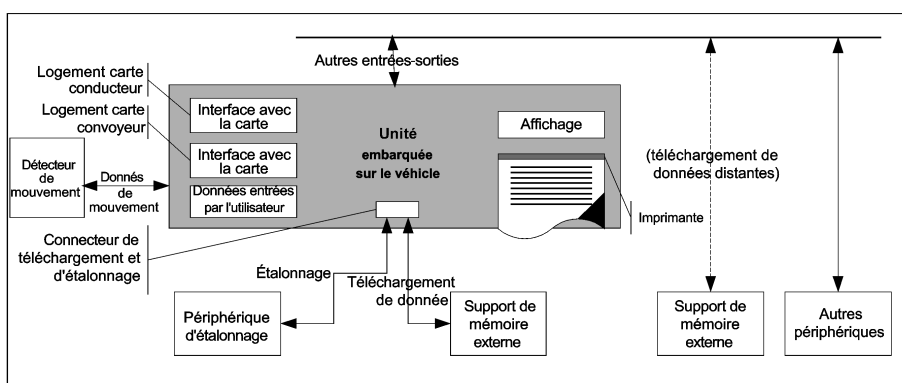 Autres entrées-sorties
Logement carte
conducteur
Logement carte
convoyeur
Interface avec
la carte
Interface avec
la carte
Données entrées
par l'utilisateur
Unité
embarquée
sur le véhicule
Affichage
Imprimante
(téléchargement de
données distantes)
Détecteur
de
mouvement
Donnés
de
mouvement
Connecteur de
téléchargement et
d'étalonnage
Étalonnage
Téléchargement
de donnée
Périphérique
d'étalonnage
Support de
mémoire
externe
Support de
mémoire
externe
Autres
périphériques